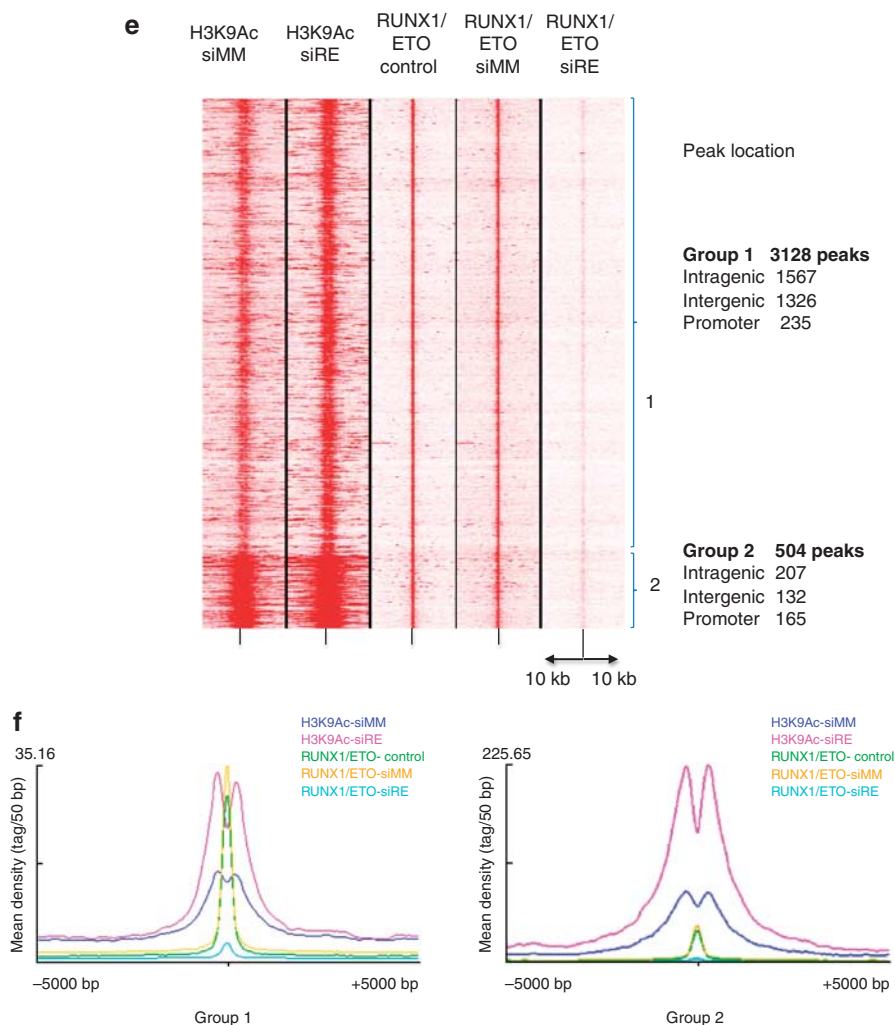 e
H3K9Ac siMM
H3K9Ac siRE
RUNX1/ ETO control
RUNX1/ ETO siMM
RUNX1/ ETO siRE
Peak location
Group 1 3128 peaks
Intragenic 1567
Intergenic 1326
Promoter 235
1
Group 2 504 peaks
Intragenic 207
Intergenic 132
Promoter 165
2
10 kb 10 kb
f
H3K9Ac-siMM
H3K9Ac-siRE
RUNX1/ETO- control
RUNX1/ETO-siMM
RUNX1/ETO-siRE
35.16
Mean density (tag/50 bp)
–5000 bp
+5000 bp
Group 1
H3K9Ac-siMM
H3K9Ac-siRE
RUNX1/ETO- control
RUNX1/ETO-siMM
RUNX1/ETO-siRE
225.65
Mean density (tag/50 bp)
–5000 bp
+5000 bp
Group 2